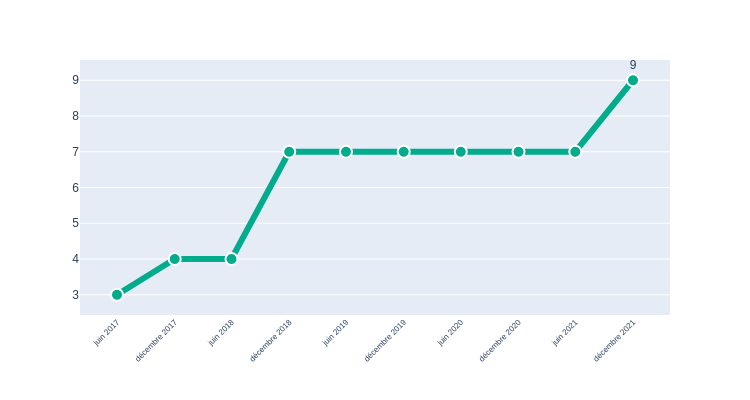 9
9
8
7
6
5
4
3
juin 2017
décembre 2017
juin 2018
décembre 2018
juin 2019
décembre 2019
juin 2020
décembre 2020
juin 2021
décembre 2021